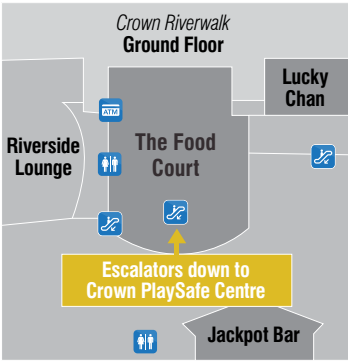 Crown Riverwalk
Ground Floor
Lucky
Chan
ATM
Riverside
Lounge
The Food
Court
Escalators down to
Crown PlaySafe Centre
Jackpot Bar